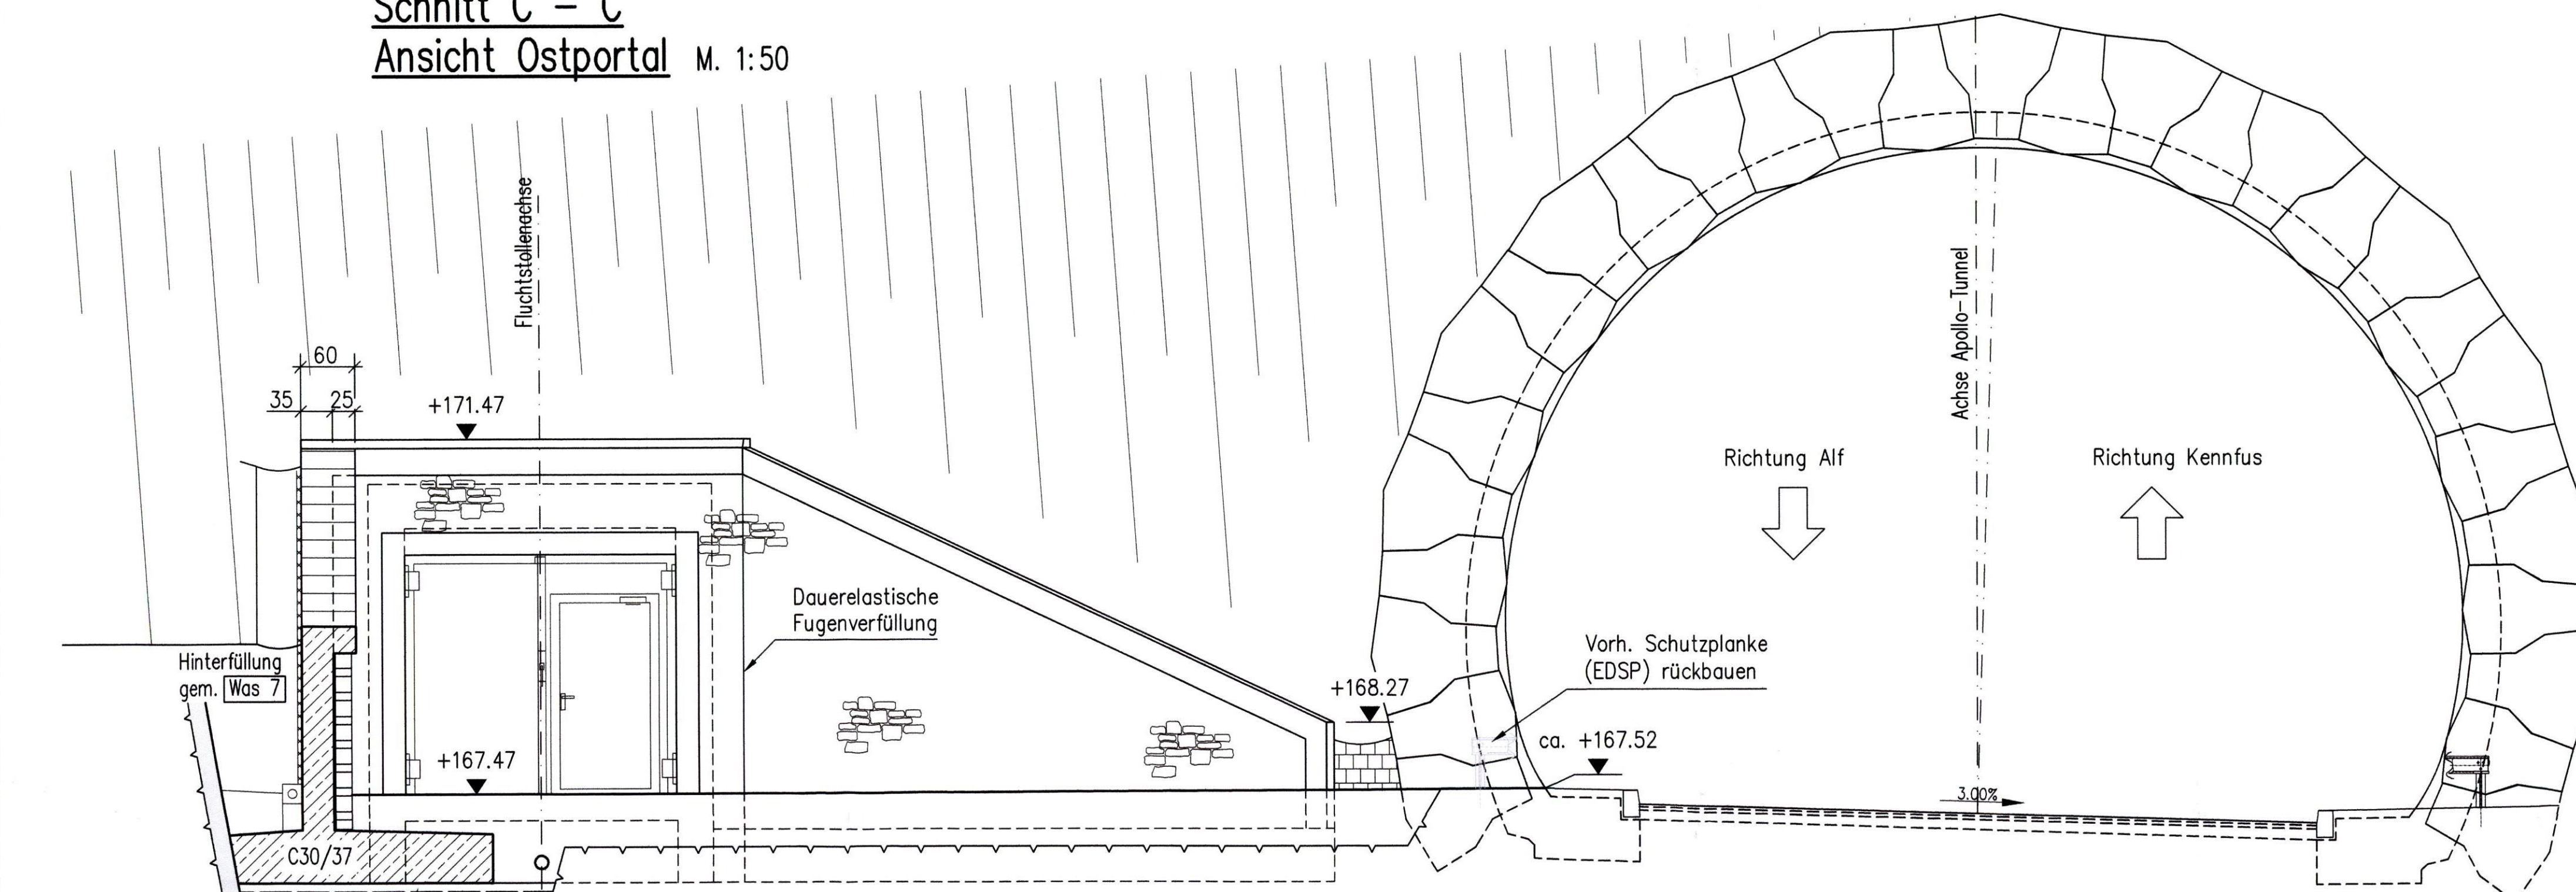 Schnitt C – C
Ansicht Ostportal M. 1:50
Fluchtstollenachse
60
35
25
+171.47
Achse Apollo-Tunnel
Richtung Alf
Richtung Kennfus
Dauerelastische
Fugenverfüllung
Vorh. Schutzplanke
(EDSP) rückbauen
Hinterfüllung
gem. Was 7
+168.27
ca. +167.52
+167.47
3.00%
C30/37